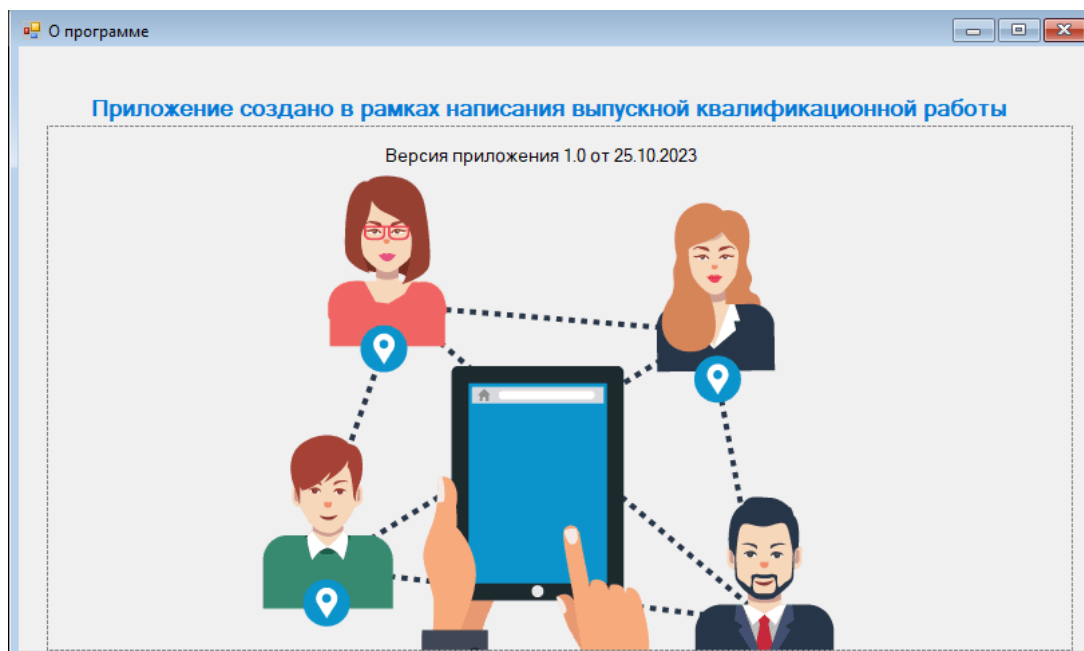 О программе
Приложение создано в рамках написания выпускной квалификационной работы
Версия приложения 1.0 от 25.10.2023